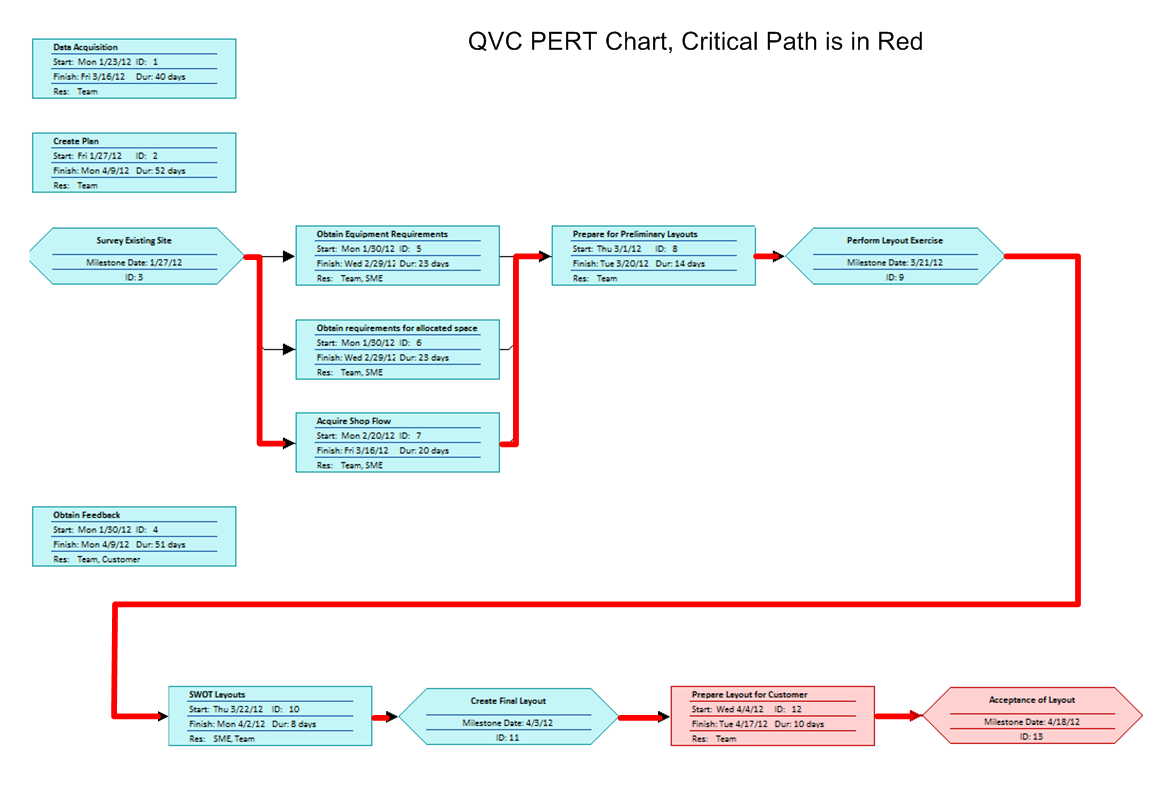 QVC PERT Chart, Critical Path is in Red
Data Acquisition
Start: Mon 1/23/12 ID: 1
Finish: Fri 3/16/12 Dur: 40 days
Res: Team
Create Plan
Start: Fri 1/27/12 ID: 2
Finish: Mon 4/9/12 Dur: 52 days
Res: Team
Survey Existing Site
Milestone Date: 1/27/12
ID: 3
Obtain Equipment Requirements
Start: Mon 1/30/12 ID: 5
Finish: Wed 2/29/12 Dur: 23 days
Res: Team, SME
Prepare for Preliminary Layouts
Start: Thu 3/1/12 ID: 8
Finish: Tue 3/20/12 Dur: 14 days
Res: Team
Perform Layout Exercise
Milestone Date: 3/21/12
ID: 9
Obtain requirements for allocated space
Start: Mon 1/30/12 ID: 6
Finish: Wed 2/29/12 Dur: 23 days
Res: Team, SME
Acquire Shop Flow
Start: Mon 2/20/12 ID: 7
Finish: Fri 3/16/12 Dur: 20 days
Res: Team, SME
Obtain Feedback
Start: Mon 1/30/12 ID: 4
Finish: Mon 4/9/12 Dur: 51 days
Res: Team, Customer
SWOT Layouts
Start: Thu 3/22/12 ID: 10
Finish: Mon 4/2/12 Dur: 8 days
Res: SME, Team
Create Final Layout
Milestone Date: 4/3/12
ID: 11
Prepare Layout for Customer
Start: Wed 4/4/12 ID: 12
Finish: Tue 4/17/12 Dur: 10 days
Res: Team
Acceptance of Layout
Milestone Date: 4/18/12
ID: 13